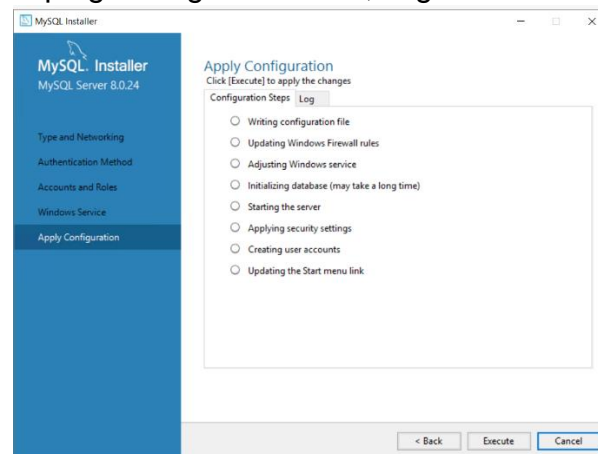 MySQL Installer
MySQL. Installer
MySQL Server 8.0.24
Type and Networking
Authentication Method
Accounts and Roles
Windows Service
Apply Configuration
Apply Configuration
Click [Execute] to apply the changes
Configuration Steps Log
Writing configuration file
Updating Windows Firewall rules
Adjusting Windows service
Initializing database (may take a long time)
Starting the server
Applying security settings
Creating user accounts
Updating the Start menu link
< Back Execute Cancel